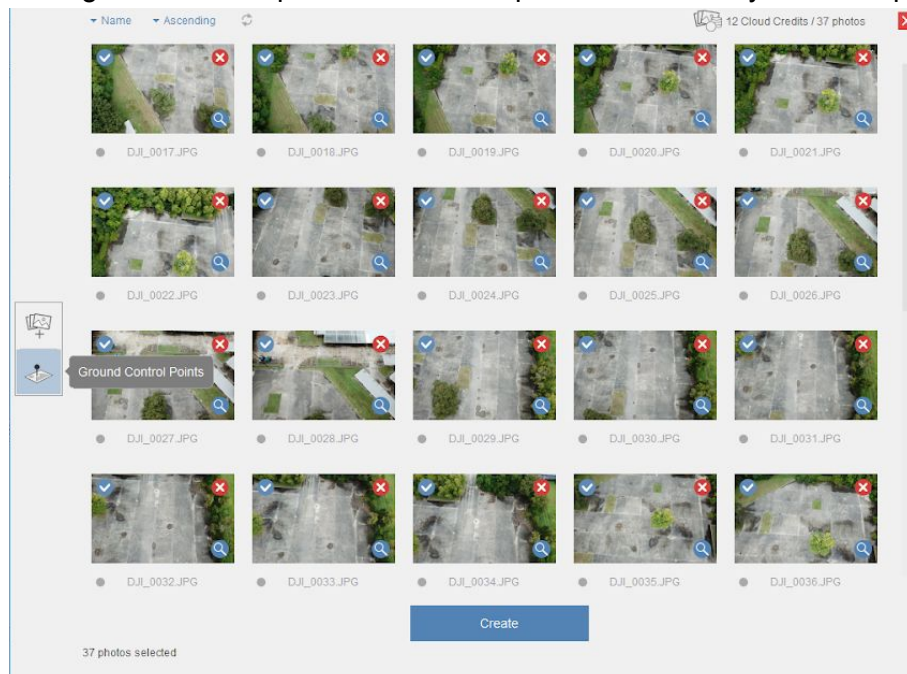 Name Ascending 12 Cloud Credits / 37 photos
DJI_0017.JPG DJI_0018.JPG DJI_0019.JPG DJI_0020.JPG DJI_0021.JPG
DJI_0022.JPG DJI_0023.JPG DJI_0024.JPG DJI_0025.JPG DJI_0026.JPG
Ground Control Points
DJI_0027.JPG DJI_0028.JPG DJI_0029.JPG DJI_0030.JPG DJI_0031.JPG
DJI_0032.JPG DJI_0033.JPG DJI_0034.JPG DJI_0035.JPG DJI_0036.JPG
Create
37 photos selected